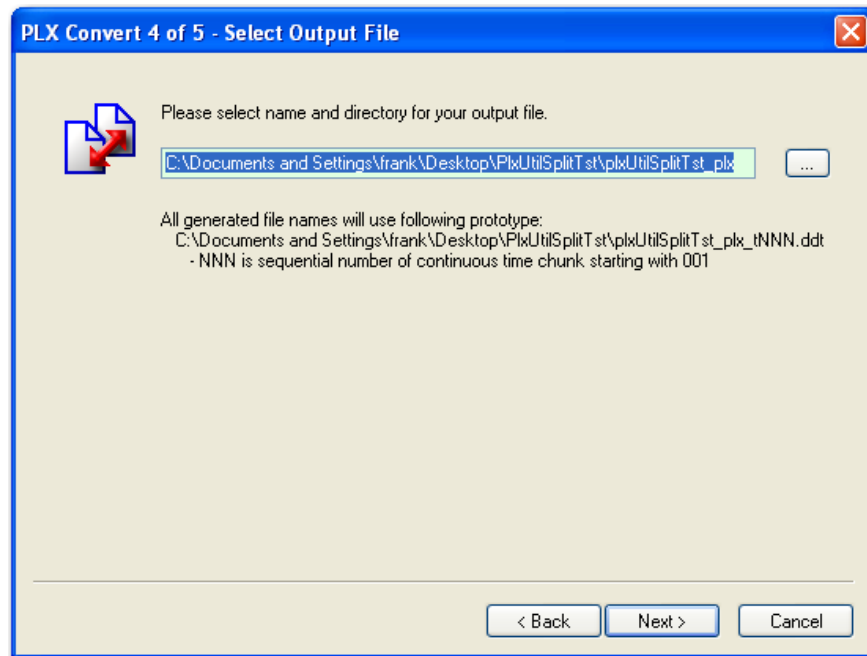 PLX Convert 4 of 5 - Select Output File
Please select name and directory for your output file.
C:\Documents and Settings\frank\Desktop\PlxUtilSplitTst\plxUtilSplitTst_plx
...
All generated file names will use following prototype:
C:\Documents and Settings\frank\Desktop\PlxUtilSplitTst\plxUtilSplitTst_plx_tNNN.ddt
- NNN is sequential number of continuous time chunk starting with 001
< Back
Next >
Cancel